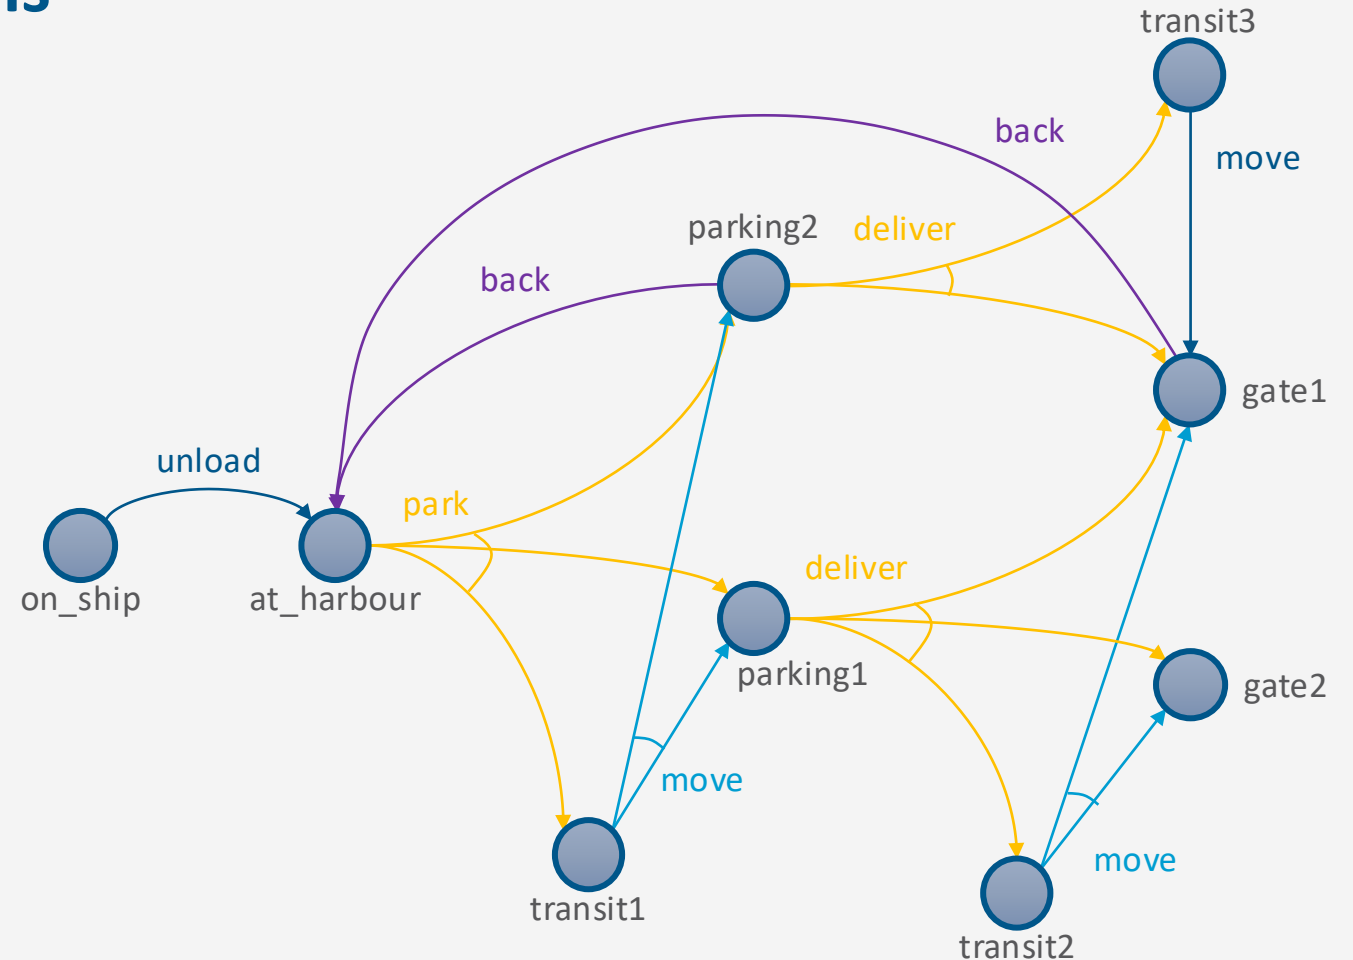 transit3
back
move
parking2
deliver
back
gate1
unload
park
deliver
on_ship
at_harbour
parking1
gate2
move
move
transit1
transit2